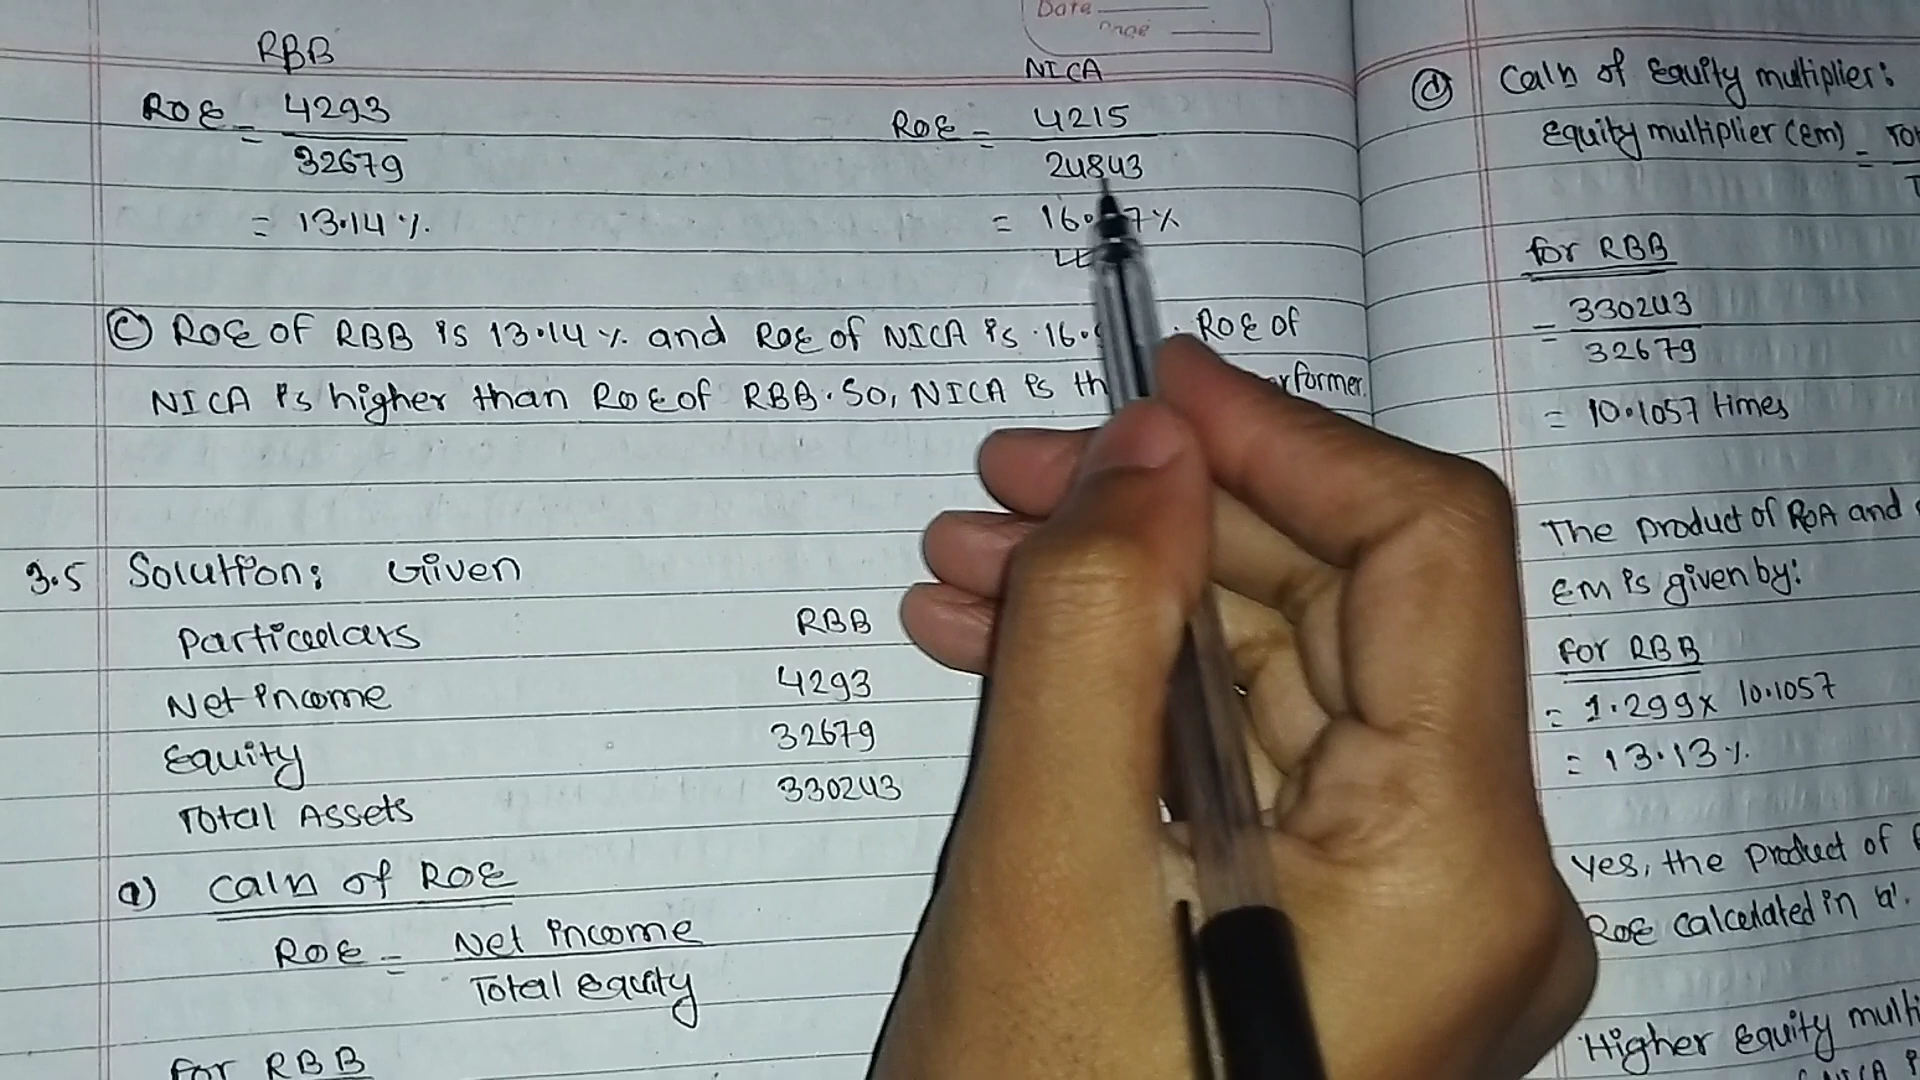 Date
Page
RBB
NICA
ROE = 4293
32679
ROE = 4215
24843
= 13.14 %.
©️ ROE OF RBB is 13.14 % and ROE of NICA is ROE of
NICA is higher than ROE of RBB. So, NICA is
3.5 Solution: Given
Particulars RBB
Net income 4293
Equity 32679
Total Assets 330243
a) Caln of ROE
ROE = Net income
Total equity
for RBB
d Caln of Equity multiplier:
Equity multiplier (EM) =
for RBB
= 330243
32679
= 10.1057 times
The product of ROA and
EM is given by:
for RBB
= 1.299 x 10.1057
= 13.13 %.
Yes, the product of
ROE calculated in 'a'.
Higher equity